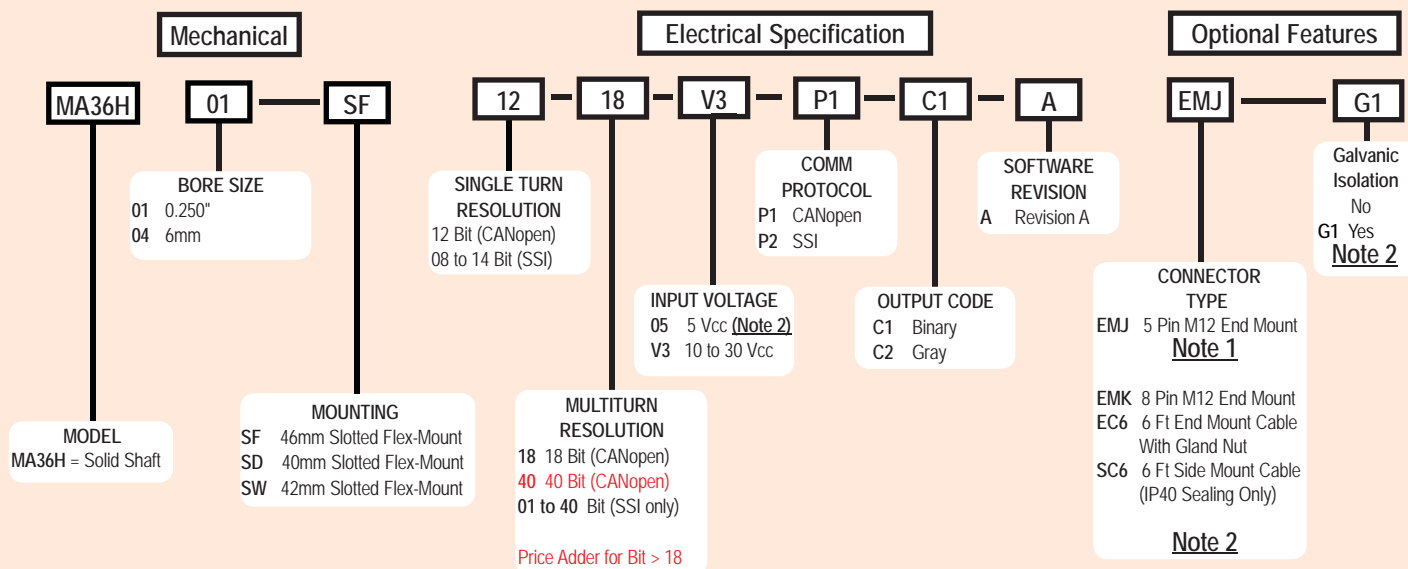 Mechanical
Electrical Specification
Optional Features
MA36H
01
SF
12
18
V3
P1
C1
A
EMJ
G1
MODEL
MA36H = Solid Shaft
BORE SIZE
01 0.250"
04 6mm
MOUNTING
SF 46mm Slotted Flex-Mount
SD 40mm Slotted Flex-Mount
SW 42mm Slotted Flex-Mount
SINGLE TURN
RESOLUTION
12 Bit (CANopen)
08 to 14 Bit (SSI)
MULTITURN
RESOLUTION
18 18 Bit (CANopen)
40 40 Bit (CANopen)
01 to 40 Bit (SSI only)
Price Adder for Bit > 18
INPUT VOLTAGE
05 5 Vcc (Note 2)
V3 10 to 30 Vcc
COMM
PROTOCOL
P1 CANopen
P2 SSI
OUTPUT CODE
C1 Binary
C2 Gray
SOFTWARE
REVISION
A Revision A
CONNECTOR
TYPE
EMJ 5 Pin M12 End Mount
Note 1
EMK 8 Pin M12 End Mount
EC6 6 Ft End Mount Cable
With Gland Nut
SC6 6 Ft Side Mount Cable
(IP40 Sealing Only)
Note 2
Galvanic
Isolation
No
G1 Yes
Note 2